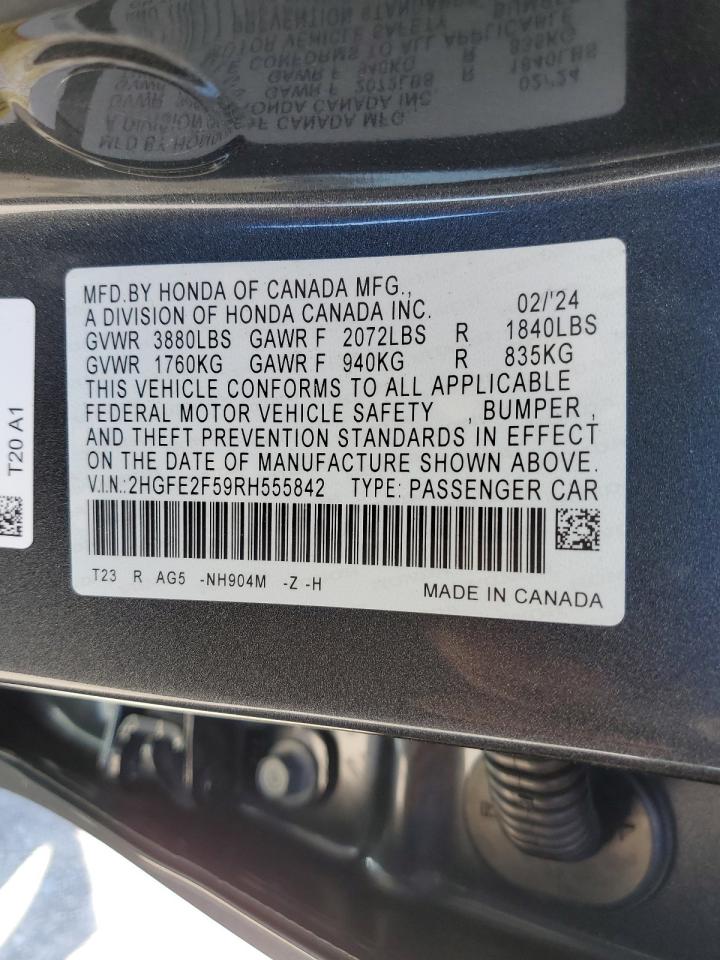 MFD.BY HONDA OF CANADA MFG.,
A DIVISION OF HONDA CANADA INC. 02/'24
GVWR 3880LBS GAWR F 2072LBS R 1840LBS
GVWR 1760KG GAWR F 940KG R 835KG
THIS VEHICLE CONFORMS TO ALL APPLICABLE
FEDERAL MOTOR VEHICLE SAFETY , BUMPER ,
AND THEFT PREVENTION STANDARDS IN EFFECT
ON THE DATE OF MANUFACTURE SHOWN ABOVE.
V.I.N.:2HGFE2F59RH555842 TYPE: PASSENGER CAR
T23 R AG5 -NH904M -Z -H
MADE IN CANADA
T20 A1